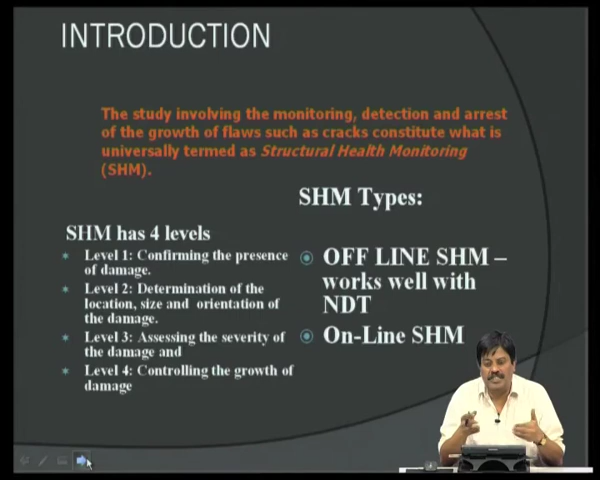 INTRODUCTION
The study involving the monitoring, detection and arrest
of the growth of flaws such as cracks constitute what is
universally termed as Structural Health Monitoring
(SHM).
SHM has 4 levels
Level 1: Confirming the presence
of damage.
Level 2: Determination of the
location, size and orientation of
the damage.
Level 3: Assessing the severity of
the damage and
Level 4: Controlling the growth of
damage
SHM Types:
OFF LINE SHM –
works well with
NDT
On-Line SHM